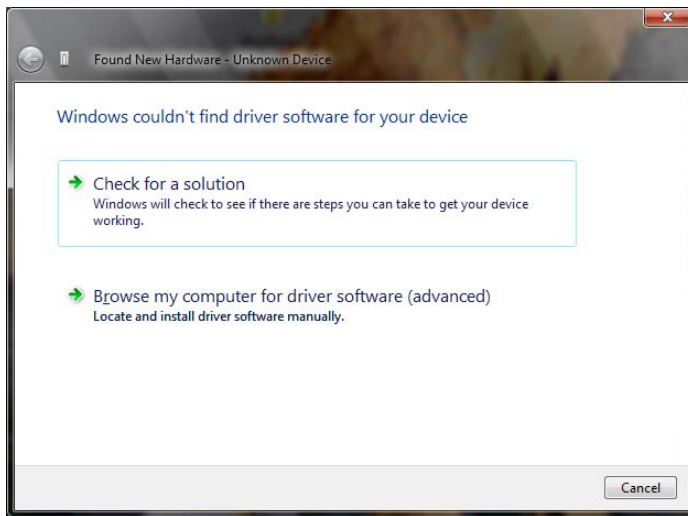 Found New Hardware - Unknown Device
Windows couldn't find driver software for your device
Check for a solution
Windows will check to see if there are steps you can take to get your device
working.
Browse my computer for driver software (advanced)
Locate and install driver software manually.
Cancel